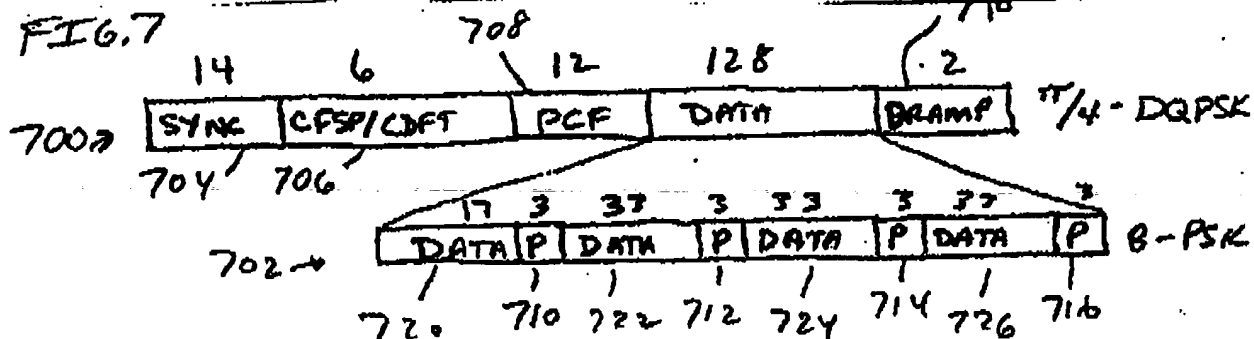 FIG.7
708
14 6 12 128 2
700 SYNC CFSP/CDFT PCF DATA BRAMP π/4-DQPSK
704 706
17 3 33 3 33 3 33 3
702 DATA P DATA P DATA P DATA P 8-PSK
720 710 722 712 724 714 726 716